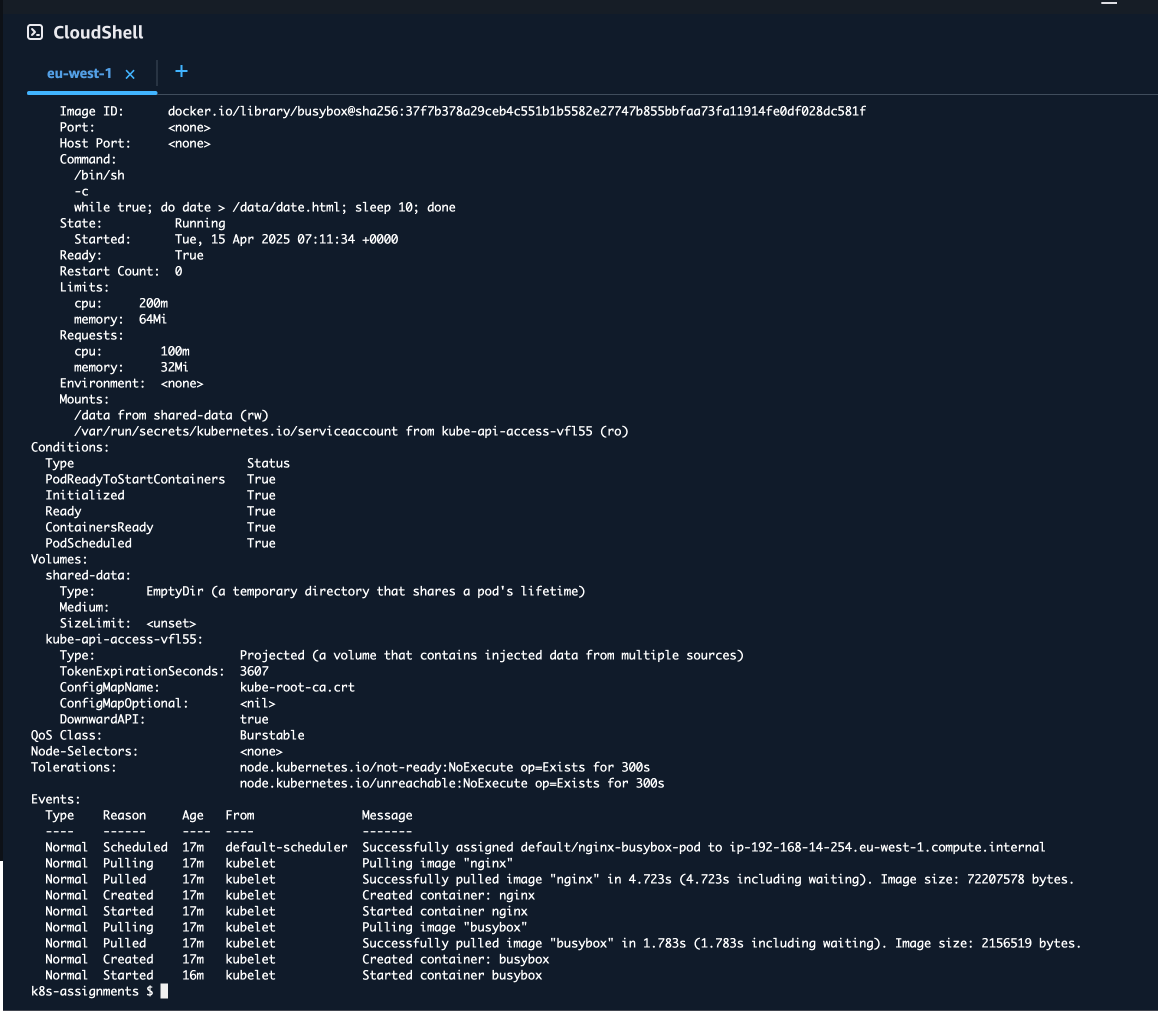 CloudShell
eu-west-1 × +
Image ID: docker.io/library/busybox@sha256:37f7b378a29ceb4c551b1b5582e27747b855bbfaa73fa11914fe0df028dc581f
Port: <none>
Host Port: <none>
Command:
/bin/sh
-c
while true; do date > /data/date.html; sleep 10; done
State: Running
Started: Tue, 15 Apr 2025 07:11:34 +0000
Ready: True
Restart Count: 0
Limits:
cpu: 200m
memory: 64Mi
Requests:
cpu: 100m
memory: 32Mi
Environment: <none>
Mounts:
/data from shared-data (rw)
/var/run/secrets/kubernetes.io/serviceaccount from kube-api-access-vfl55 (ro)
Conditions:
Type Status
PodReadyToStartContainers True
Initialized True
Ready True
ContainersReady True
PodScheduled True
Volumes:
shared-data:
Type: EmptyDir (a temporary directory that shares a pod's lifetime)
Medium:
SizeLimit: <unset>
kube-api-access-vfl55:
Type: Projected (a volume that contains injected data from multiple sources)
TokenExpirationSeconds: 3607
ConfigMapName: kube-root-ca.crt
ConfigMapOptional: <nil>
DownwardAPI: true
QoS Class: Burstable
Node-Selectors: <none>
Tolerations: node.kubernetes.io/not-ready:NoExecute op=Exists for 300s
node.kubernetes.io/unreachable:NoExecute op=Exists for 300s
Events:
Type Reason Age From Message
---- ------ ---- ---- -------
Normal Scheduled 17m default-scheduler Successfully assigned default/nginx-busybox-pod to ip-192-168-14-254.eu-west-1.compute.internal
Normal Pulling 17m kubelet Pulling image "nginx"
Normal Pulled 17m kubelet Successfully pulled image "nginx" in 4.723s (4.723s including waiting). Image size: 72207578 bytes.
Normal Created 17m kubelet Created container: nginx
Normal Started 17m kubelet Started container nginx
Normal Pulling 17m kubelet Pulling image "busybox"
Normal Pulled 17m kubelet Successfully pulled image "busybox" in 1.783s (1.783s including waiting). Image size: 2156519 bytes.
Normal Created 17m kubelet Created container: busybox
Normal Started 16m kubelet Started container busybox
k8s-assignments $